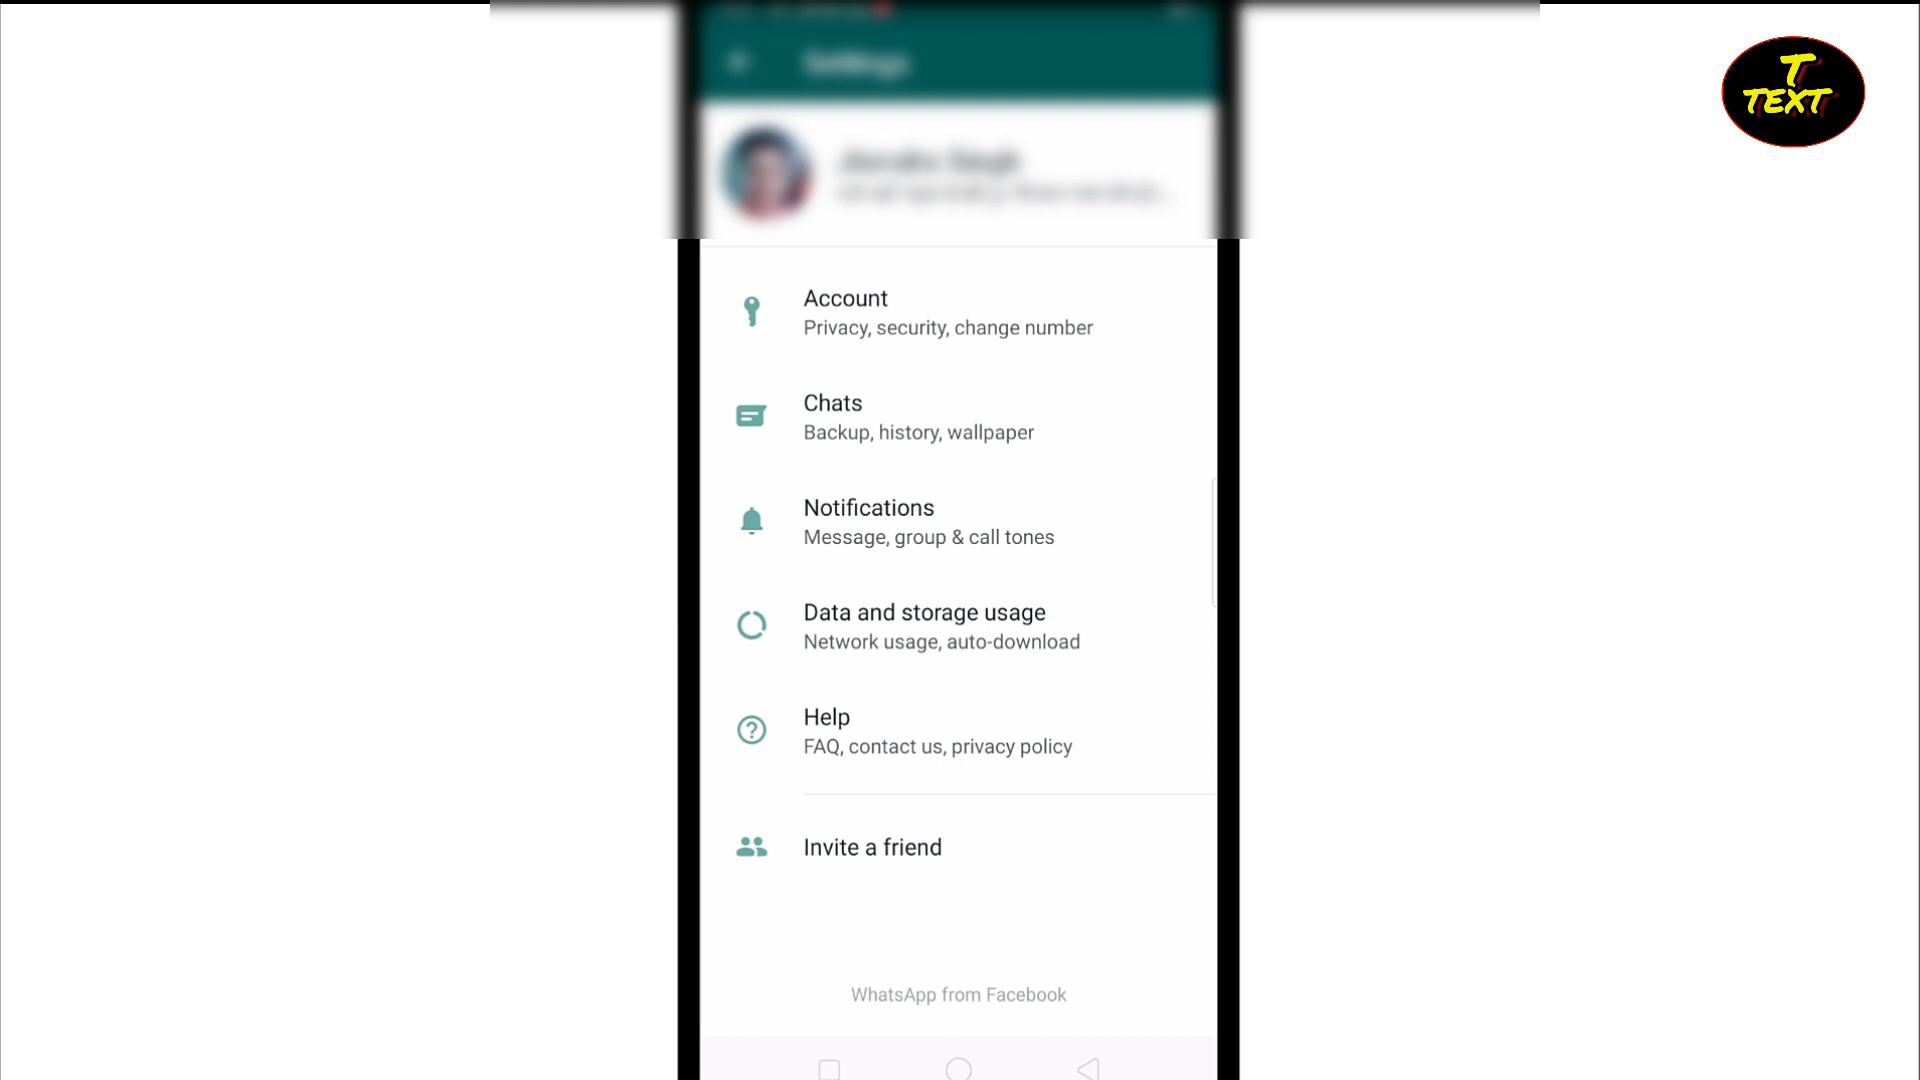 Settings
T
TEXT
Account
Privacy, security, change number
Chats
Backup, history, wallpaper
Notifications
Message, group & call tones
Data and storage usage
Network usage, auto-download
Help
FAQ, contact us, privacy policy
Invite a friend
WhatsApp from Facebook